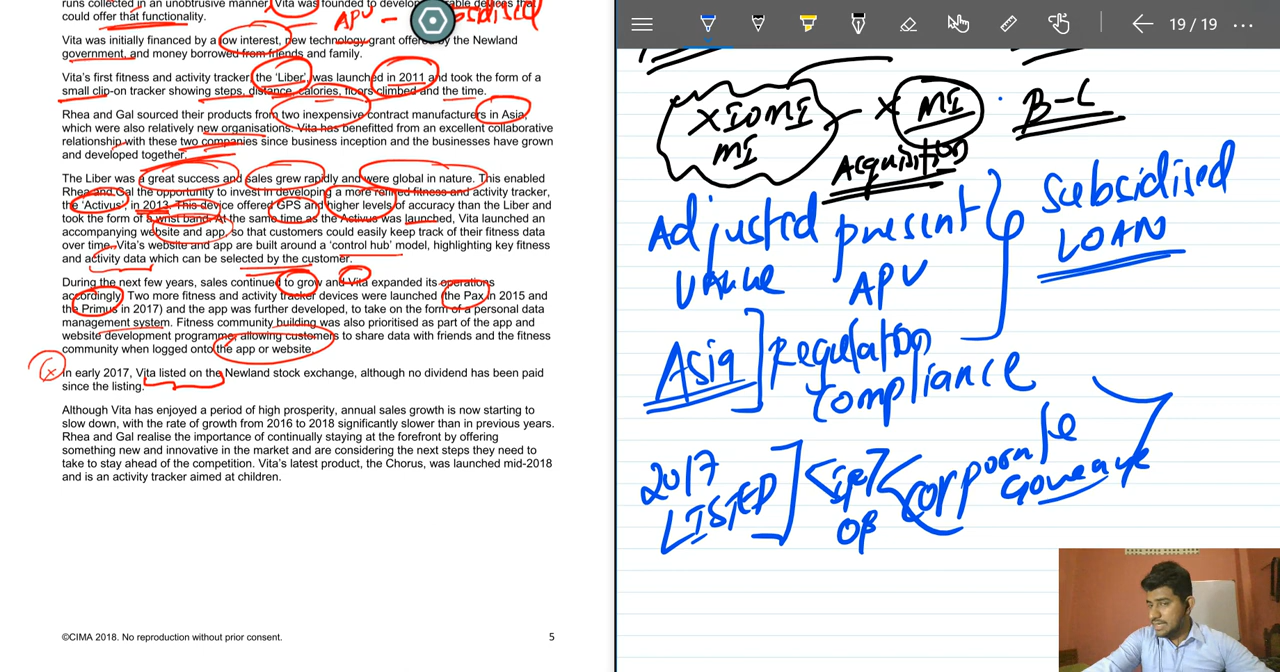 runs collected in an unobtrusive manner. Vita was founded to develop
could offer that functionality.
APV -
Vita was initially financed by a low interest, new technology grant offered by the Newland
government, and money borrowed from friends and family.
Vita's first fitness and activity tracker, the 'Liber', was launched in 2011 and took the form of a
small clip-on tracker showing steps, distance, calories, floors climbed and the time.
Rhea and Gal sourced their products from two inexpensive contract manufacturers in Asia,
which were also relatively new organisations. Vita has benefitted from an excellent collaborative
relationship with these two companies since business inception and the businesses have grown
and developed together.
The Liber was a great success and sales grew rapidly and were global in nature. This enabled
Rhea and Gal the opportunity to invest in developing a more refined fitness and activity tracker,
the 'Activus' in 2013. This device offered GPS and higher levels of accuracy than the Liber and
took the form of a wrist band. At the same time as the Activus was launched, Vita launched an
accompanying website and app, so that customers could easily keep track of their fitness data
over time. Vita's website and app are built around a 'control hub' model, highlighting key fitness
and activity data which can be selected by the customer.
During the next few years, sales continued to grow and Vita expanded its operations
accordingly. Two more fitness and activity tracker devices were launched (the Pax in 2015 and
the Primus in 2017) and the app was further developed, to take on the form of a personal data
management system. Fitness community building was also prioritised as part of the app and
website development programme, allowing customers to share data with friends and the fitness
community when logged onto the app or website.
In early 2017, Vita listed on the Newland stock exchange, although no dividend has been paid
since the listing.
Although Vita has enjoyed a period of high prosperity, annual sales growth is now starting to
slow down, with the rate of growth from 2016 to 2018 significantly slower than in previous years.
Rhea and Gal realise the importance of continually staying at the forefront by offering
something new and innovative in the market and are considering the next steps they need to
take to stay ahead of the competition. Vita's latest product, the Chorus, was launched mid-2018
and is an activity tracker aimed at children.
©CIMA 2018. No reproduction without prior consent.
5
19 / 19
XIOMI - X MI B-C
MI
Acquisition
Adjusted present
Value APV
Subsidised
LOAN
Asia
Regulation
Compliance
2017
LISTED
Corporate